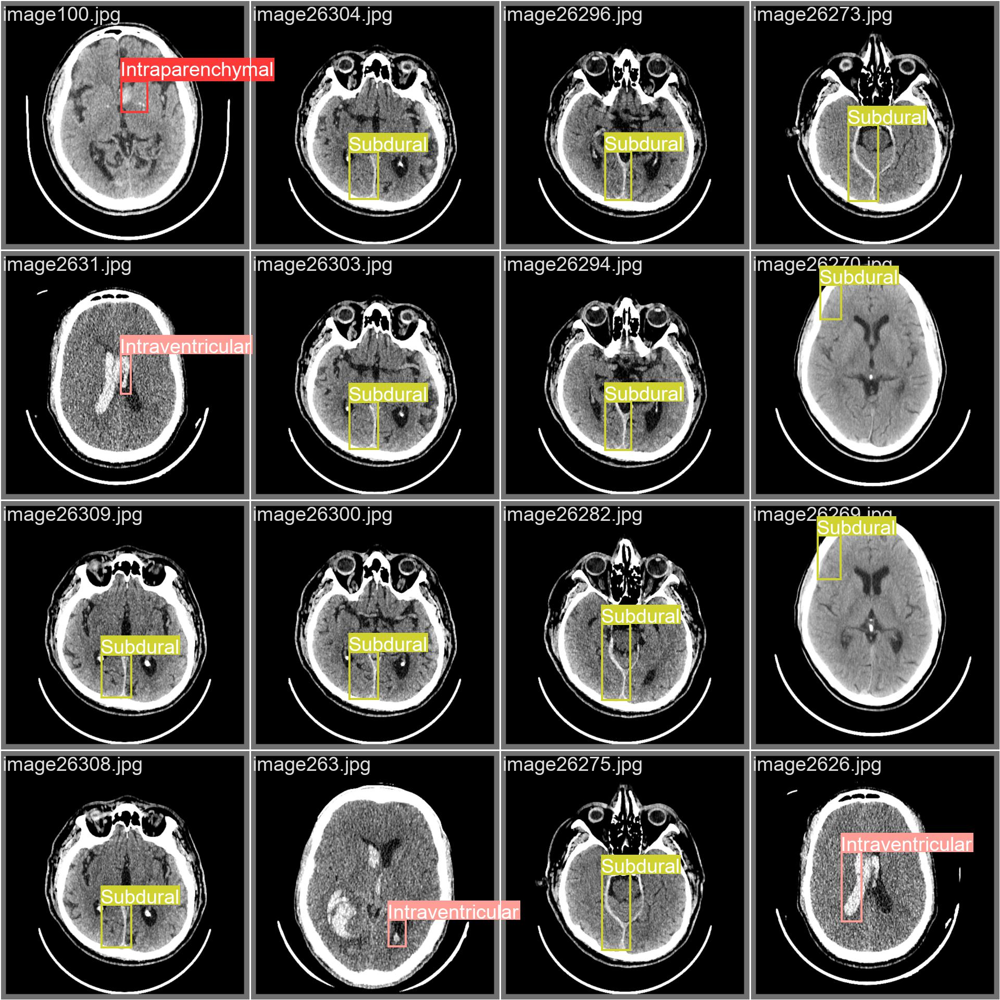 image100.jpg
Intraparenchymal
image26304.jpg
Subdural
image26296.jpg
Subdural
image26273.jpg
Subdural
image2631.jpg
Intraventricular
image26303.jpg
Subdural
image26294.jpg
Subdural
image26270.jpg
Subdural
image26309.jpg
Subdural
image26300.jpg
Subdural
image26282.jpg
Subdural
image26269.jpg
Subdural
image26308.jpg
Subdural
image263.jpg
Intraventricular
image26275.jpg
Subdural
image2626.jpg
Intraventricular